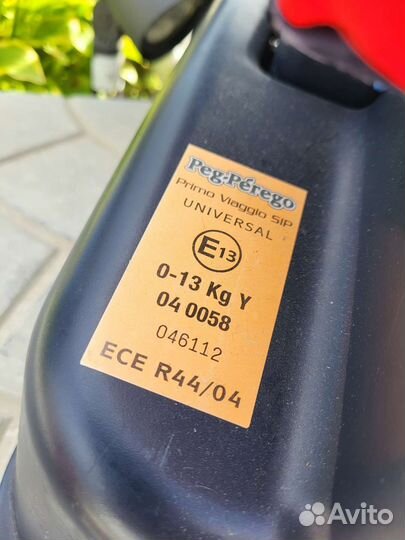 Peg-Pérego
Primo Viaggio SIP
UNIVERSAL
E13
0-13 Kg Y
04 0058
046112
ECE R44/04
Avito